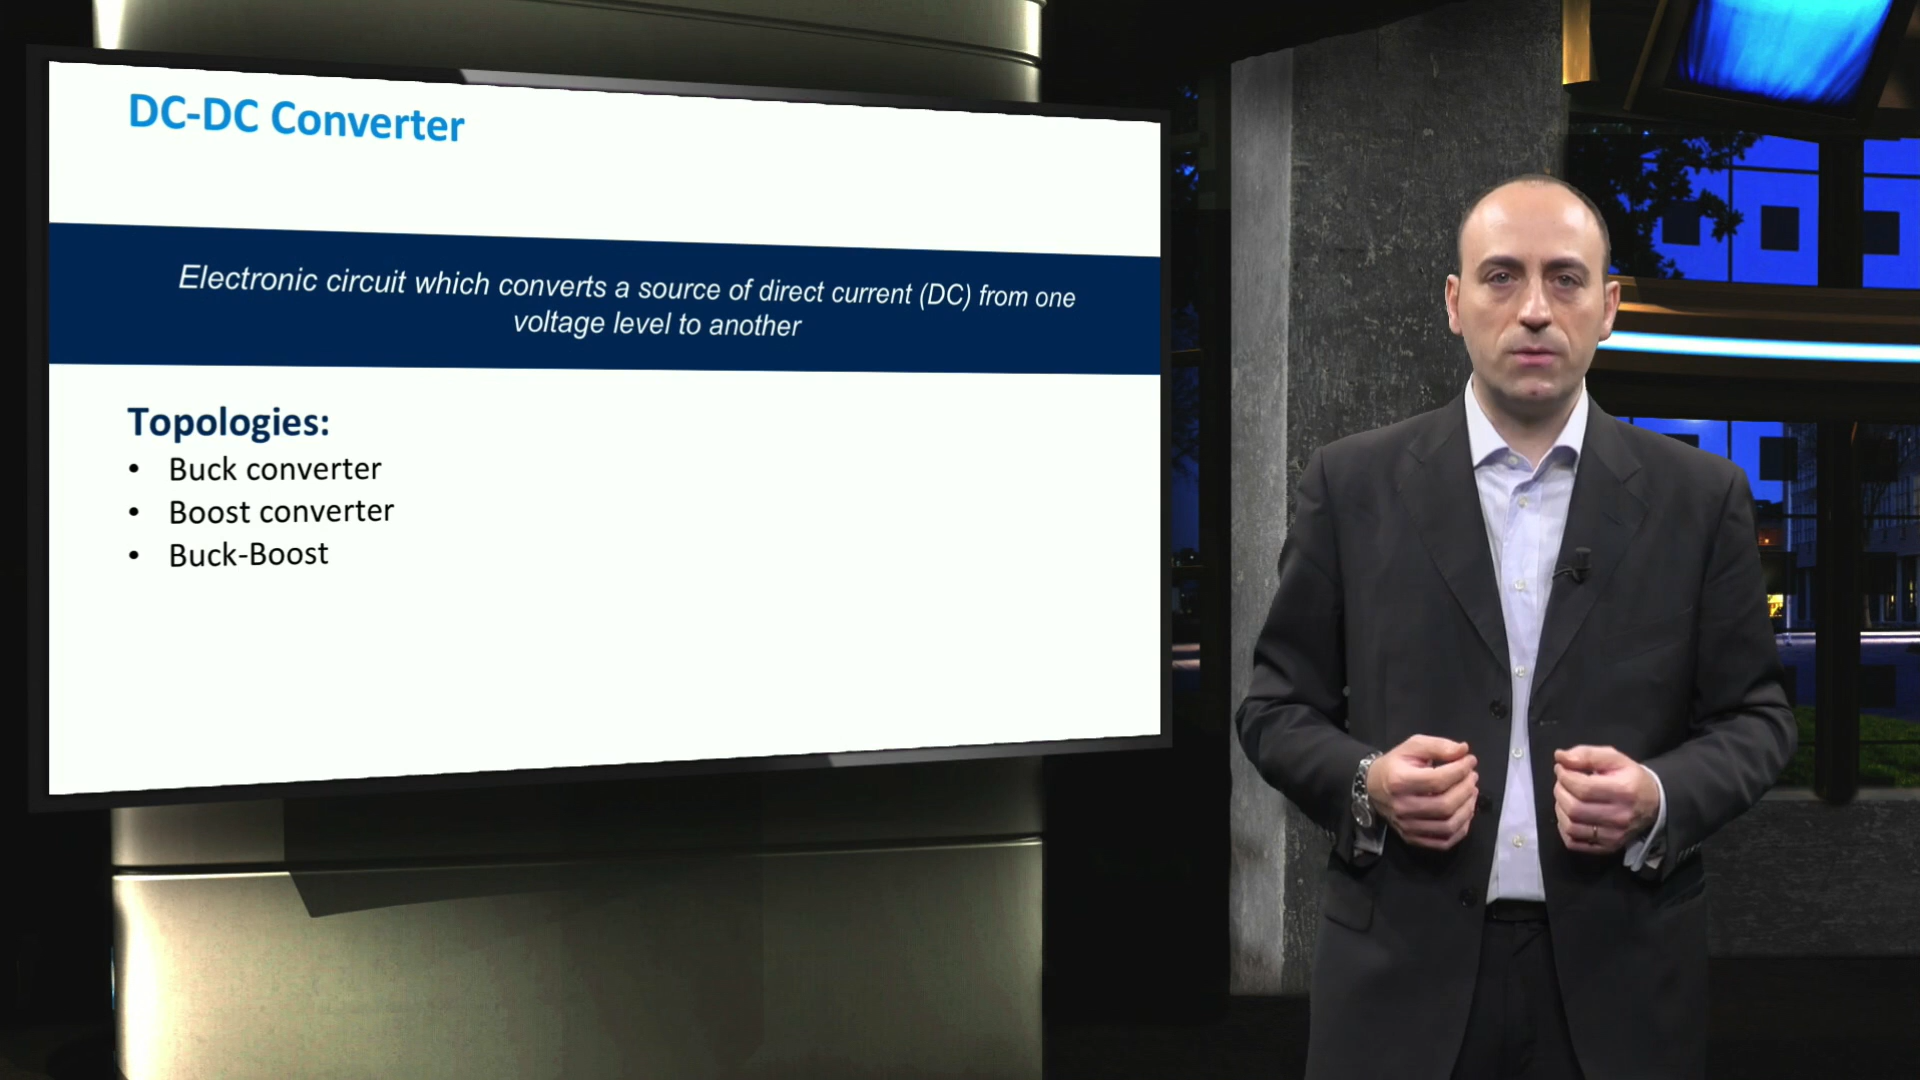 DC-DC Converter
Electronic circuit which converts a source of direct current (DC) from one
voltage level to another
Topologies:
• Buck converter
• Boost converter
• Buck-Boost